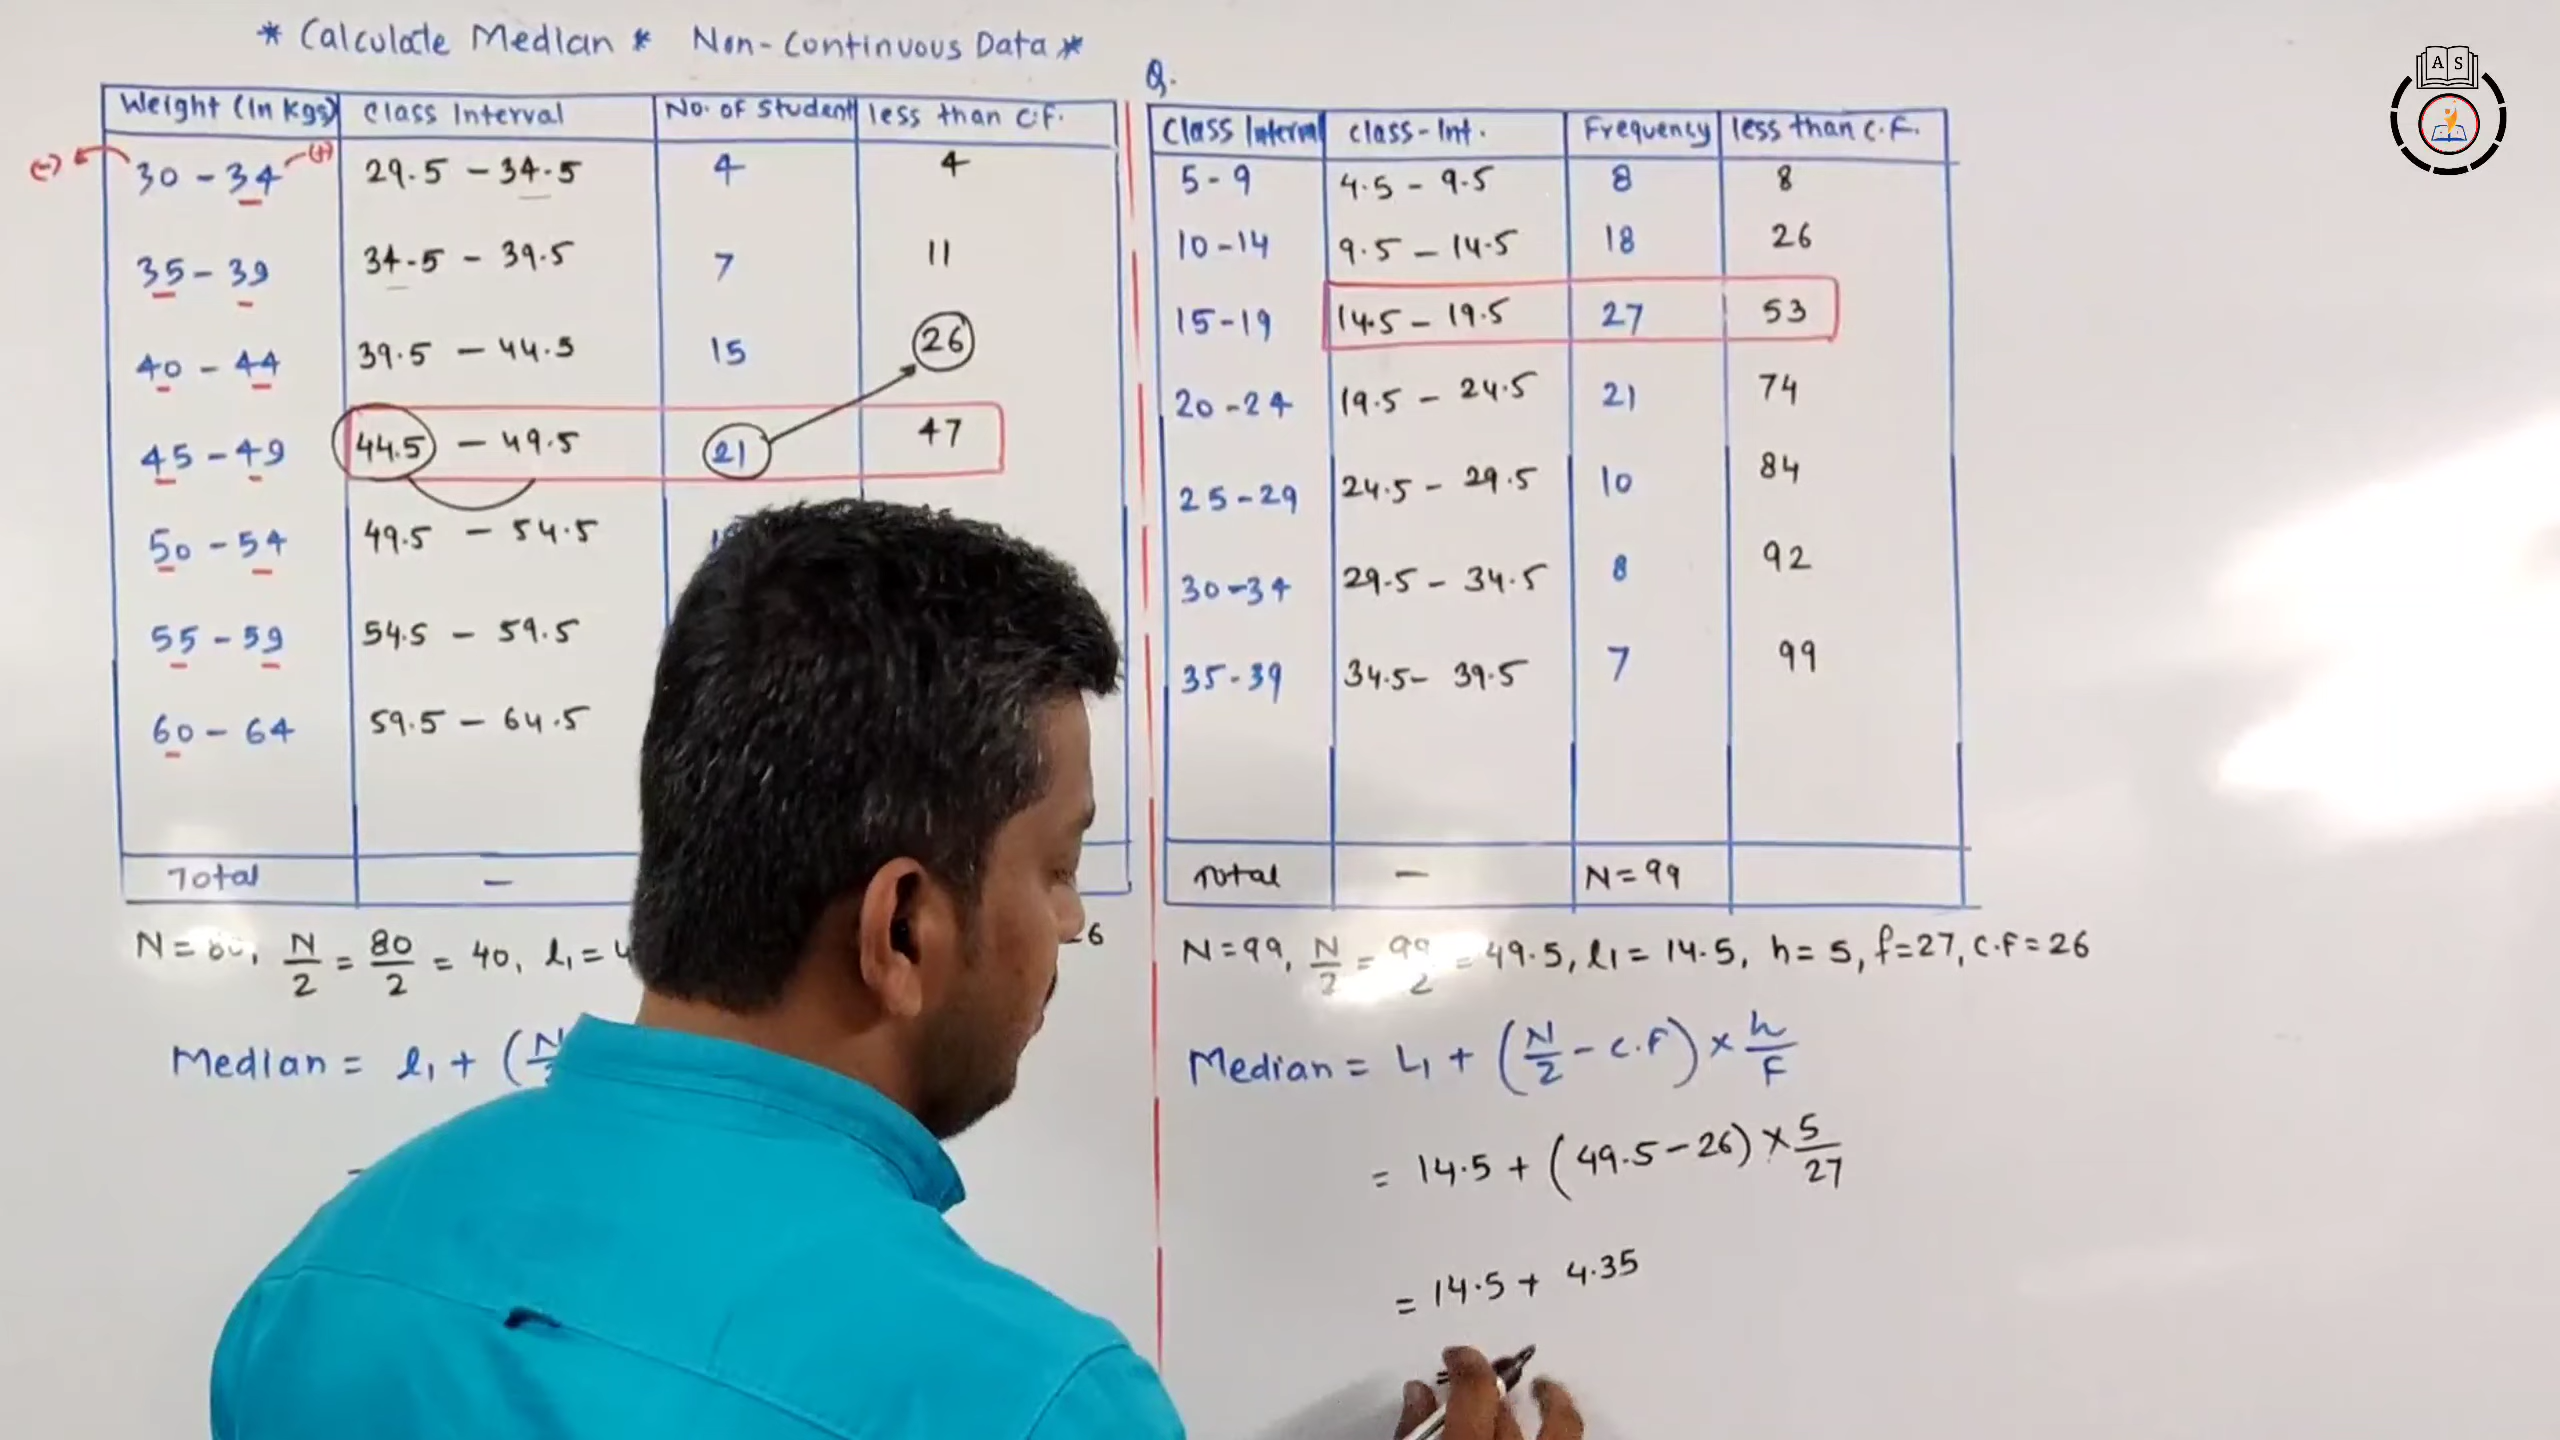 * Calculate Median * Non-Continuous Data *
Weight (in kgs) Class Interval No. of Student less than C.F.
(-) 30 - 34 (+) 29.5 - 34.5 4 4
35 - 39 34.5 - 39.5 7 11
40 - 44 39.5 - 44.5 15 26
45 - 49 44.5 - 49.5 21 47
50 - 54 49.5 - 54.5
55 - 59 54.5 - 59.5
60 - 64 59.5 - 64.5
Total -
N = 80, N/2 = 80/2 = 40, l₁ = 4
Median = l₁ + (N
Q.
Class Interval class-Int. Frequency less than C.F.
5 - 9 4.5 - 9.5 8 8
10 - 14 9.5 - 14.5 18 26
15 - 19 14.5 - 19.5 27 53
20 - 24 19.5 - 24.5 21 74
25 - 29 24.5 - 29.5 10 84
30 - 34 29.5 - 34.5 8 92
35 - 39 34.5 - 39.5 7 99
Total - N = 99
N = 99, N/2 = 99/2 = 49.5, l₁ = 14.5, h = 5, f = 27, C.F = 26
Median = L₁ + (N/2 - C.F) × h/F
= 14.5 + (49.5 - 26) × 5/27
= 14.5 + 4.35
=
A S